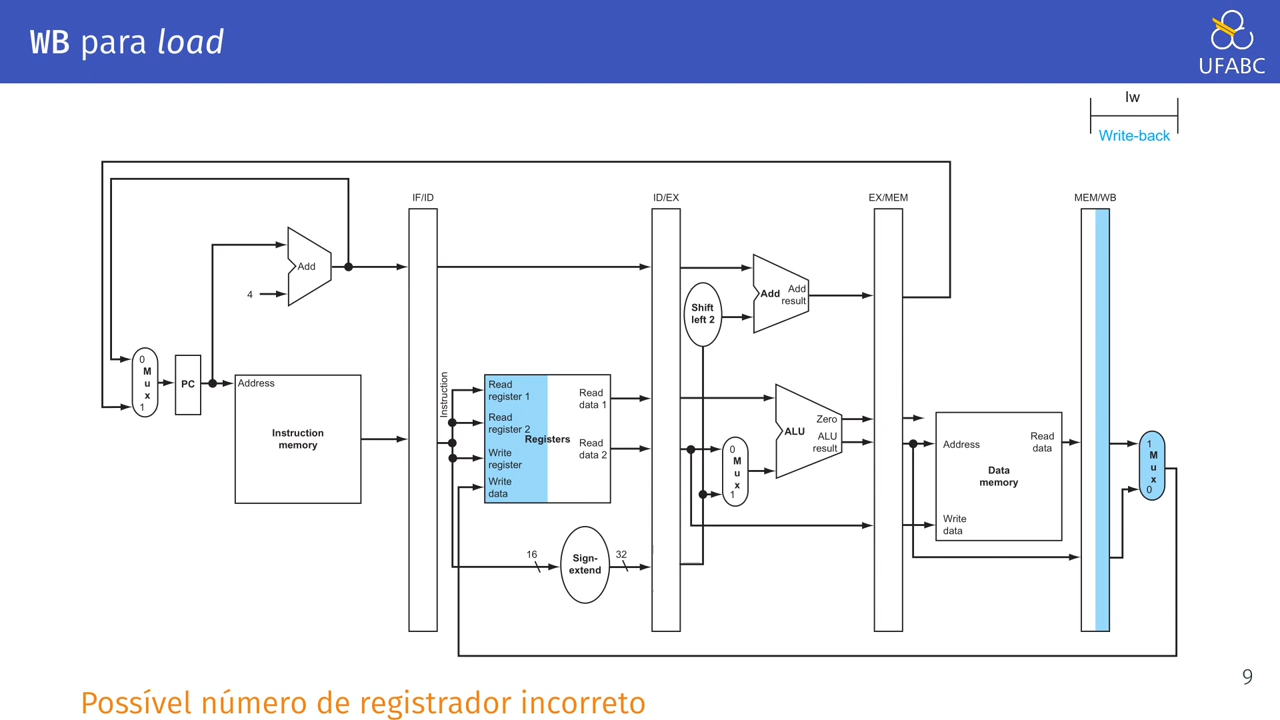 WB para load
UFABC
lw
Write-back
IF/ID
ID/EX
EX/MEM
MEM/WB
Add
4
Shift
left 2
Add
Add
result
0
M
u
x
1
PC
Address
Instruction
memory
Instruction
Read
register 1
Read
register 2
Write
register
Write
data
Registers
Read
data 1
Read
data 2
16
Sign-
extend
32
0
M
u
x
1
ALU
Zero
ALU
result
Address
Read
data
Data
memory
Write
data
1
M
u
x
0
9
Possível número de registrador incorreto